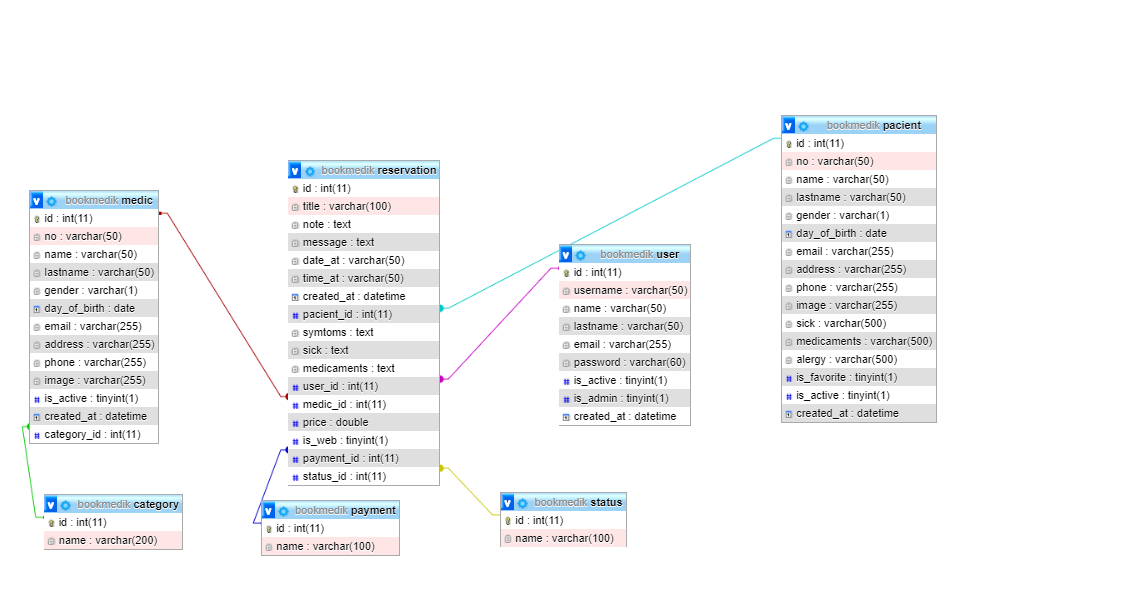 bookmedik medic
id : int(11)
no : varchar(50)
name : varchar(50)
lastname : varchar(50)
gender : varchar(1)
day_of_birth : date
email : varchar(255)
address : varchar(255)
phone : varchar(255)
image : varchar(255)
is_active : tinyint(1)
created_at : datetime
category_id : int(11)
bookmedik category
id : int(11)
name : varchar(200)
bookmedik reservation
id : int(11)
title : varchar(100)
note : text
message : text
date_at : varchar(50)
time_at : varchar(50)
created_at : datetime
pacient_id : int(11)
symtoms : text
sick : text
medicaments : text
user_id : int(11)
medic_id : int(11)
price : double
is_web : tinyint(1)
payment_id : int(11)
status_id : int(11)
bookmedik payment
id : int(11)
name : varchar(100)
bookmedik status
id : int(11)
name : varchar(100)
bookmedik user
id : int(11)
username : varchar(50)
name : varchar(50)
lastname : varchar(50)
email : varchar(255)
password : varchar(60)
is_active : tinyint(1)
is_admin : tinyint(1)
created_at : datetime
bookmedik pacient
id : int(11)
no : varchar(50)
name : varchar(50)
lastname : varchar(50)
gender : varchar(1)
day_of_birth : date
email : varchar(255)
address : varchar(255)
phone : varchar(255)
image : varchar(255)
sick : varchar(500)
medicaments : varchar(500)
alergy : varchar(500)
is_favorite : tinyint(1)
is_active : tinyint(1)
created_at : datetime